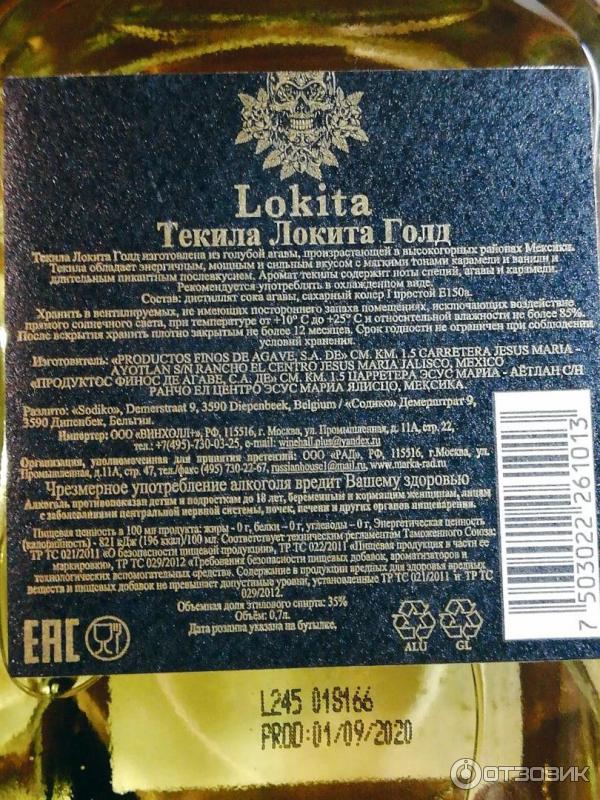 Lokita
Текила Локита Голд
Текила Локита Голд изготовлена из голубой агавы, произрастающей в высокогорных районах Мексики.
Текила обладает энергичным, мощным и сильным вкусом с мягкими тонами карамели и ванили и
длительным пикантным послевкусием. Аромат текилы содержит ноты специй, агавы и карамели.
Рекомендуется употреблять в охлажденном виде.
Состав: дистиллят сока агавы, сахарный колер I простой Е150а.
Хранить в вентилируемых, не имеющих постороннего запаха помещениях, исключающих воздействие
прямого солнечного света, при температуре от +10° С до +25° С и относительной влажности не более 85%.
После вскрытия хранить плотно закрытым не более 12 месяцев. Срок годности не ограничен при соблюдении
условий хранения.
Изготовитель: «PRODUCTOS FINOS DE AGAVE, S.A. DE» CM. KM. 1.5 CARRETERA JESUS MARIA -
AYOTLAN S/N RANCHO EL CENTRO JESUS MARIA JALISCO, MEXICO
«ПРОДУКТОС ФИНОС ДЕ АГАВЕ, С.А. ДЕ» СМ. КМ. 1.5 ЦАРРЕТЕРА ЭСУС МАРИА - АЁТЛАН С/Н
РАНЧО ЕЛ ЦЕНТРО ЭСУС МАРИА ЯЛИСЦО, МЕКСИКА.
Разлито: «Sodiko», Demerstraat 9, 3590 Diepenbeek, Belgium / «Содико» Демерштрат 9,
3590 Дипенбек, Бельгия.
Импортер: ООО «ВИНХОЛЛ+», РФ, 115516, г. Москва, ул. Промышленная, д. 11А, стр. 22,
тел.: +7(495)-730-03-25, e-mail: winehall.plus@yandex.ru
Организация, уполномоченная для принятия претензий: ООО «РАД», РФ, 115516, г. Москва, ул.
Промышленная, д.11А, стр. 47, тел./факс (495) 730-22-67, russianhouse1@mail.ru, www.marka-rad.ru
Чрезмерное употребление алкоголя вредит Вашему здоровью
Алкоголь противопоказан детям и подросткам до 18 лет, беременным и кормящим женщинам, лицам
с заболеваниями центральной нервной системы, почек, печени и других органов пищеварения.
Пищевая ценность в 100 мл продукта: жиры - 0 г, белки – 0 г, углеводы – 0 г, Энергетическая ценность
(калорийность) - 821 кДж (196 ккал)/100 мл. Соответствует техническим регламентам Таможенного Союза:
ТР ТС 021/2011 «О безопасности пищевой продукции», ТР ТС 022/2011 «Пищевая продукция в части ее
маркировки», ТР ТС 029/2012 «Требования безопасности пищевых добавок, ароматизаторов и
технологических вспомогательных средств». Содержание в продукции вредных для здоровья вредных
веществ и пищевых добавок не превышает допустимые уровни, установленные ТР ТС 021/2011 и ТР ТС
029/2012.
Объемная доля этилового спирта: 35%
Объём: 0,7л.
Дата розлива указана на бутылке.
EAC
ALU
GL
7 503022 261013
L245 018166
PROD:01/09/2020
ОТЗОВИК